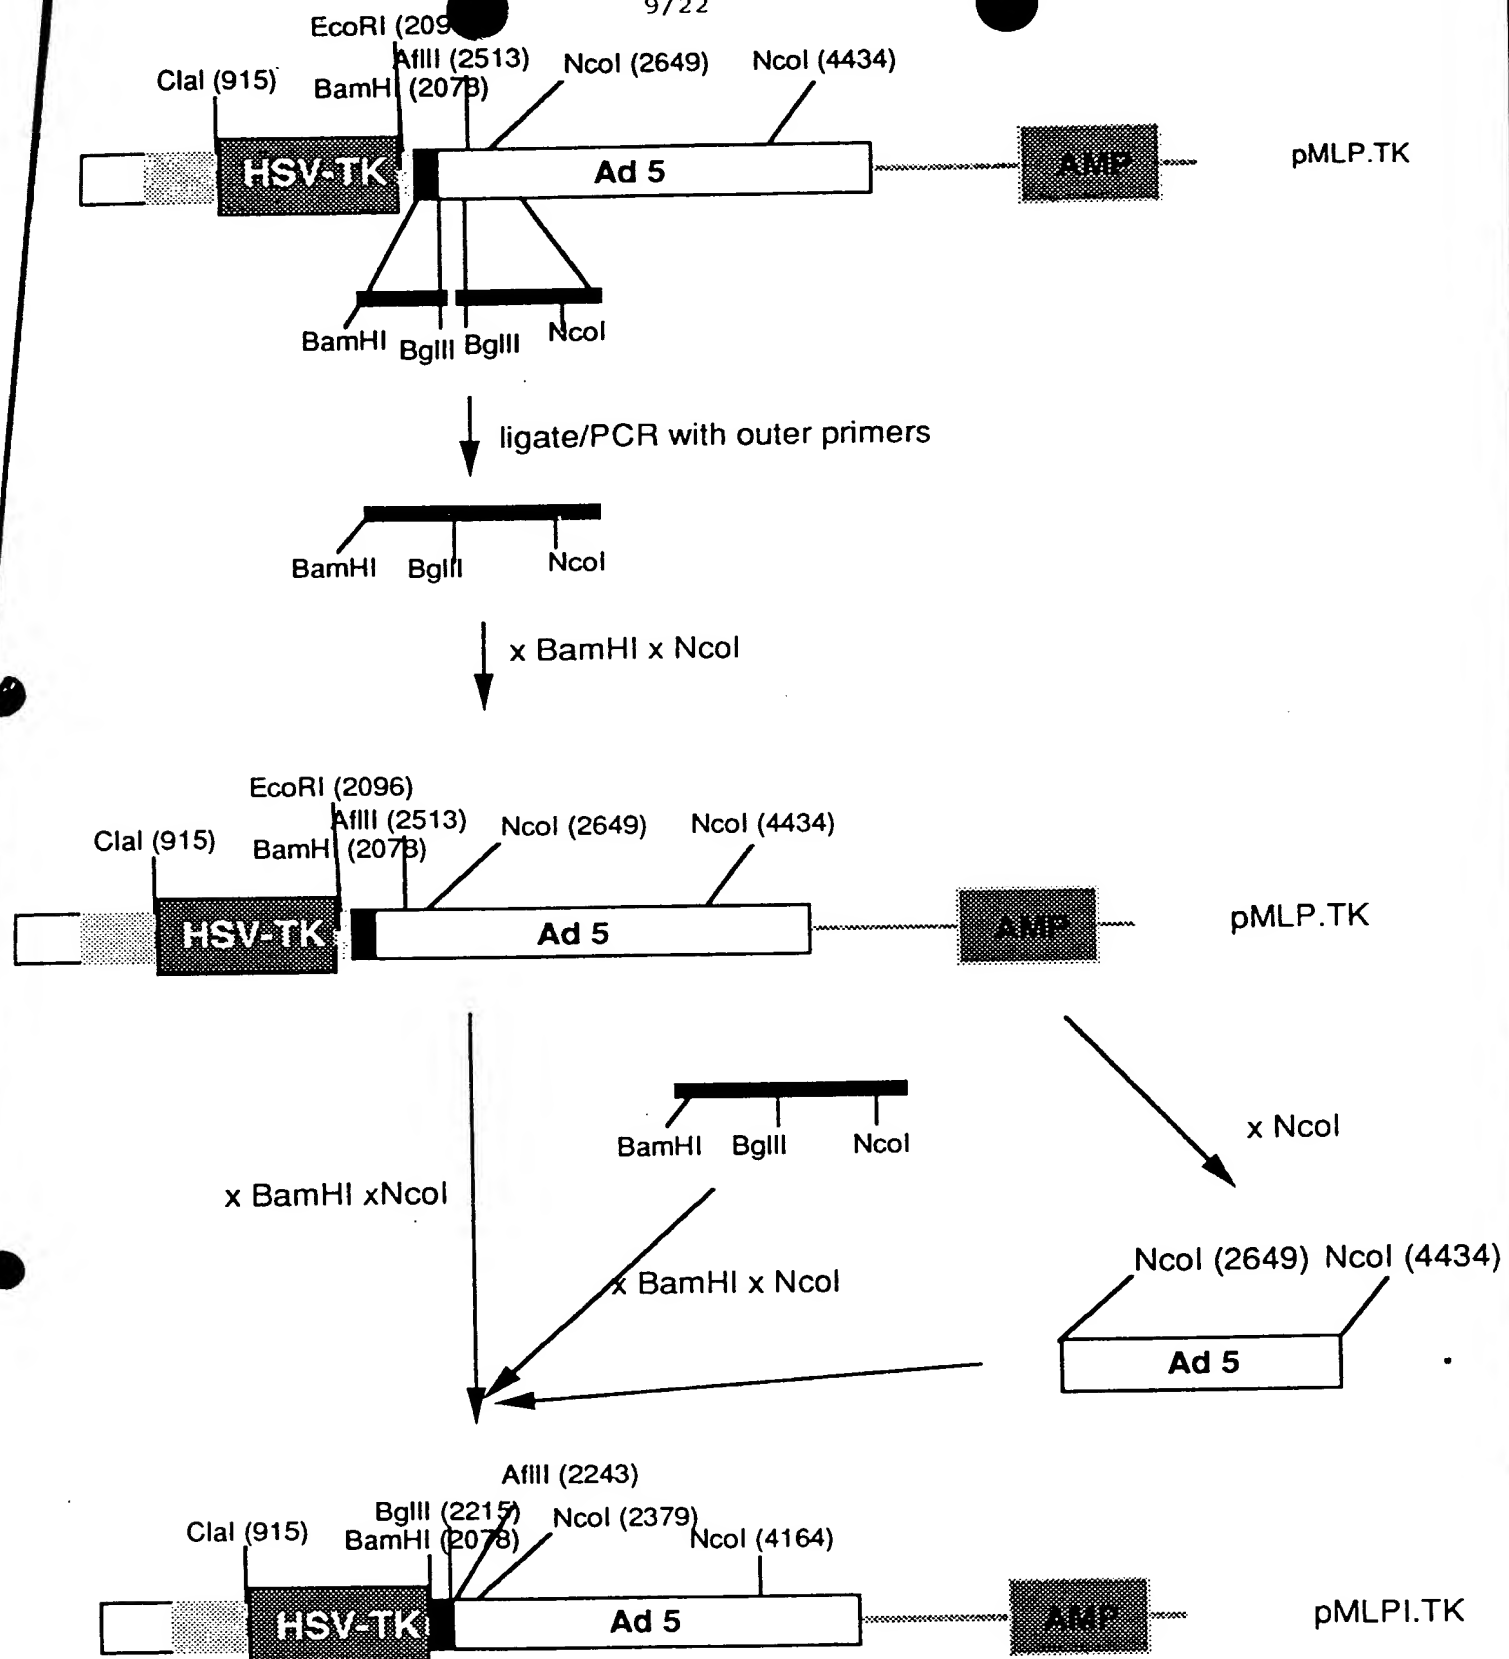 9/22
EcoRI (209
AflII (2513)
NcoI (2649)
NcoI (4434)
ClaI (915)
BamHI (2078)
HSV-TK
Ad 5
AMP
pMLP.TK
BamHI
BglII
BglII
NcoI
ligate/PCR with outer primers
BamHI
BglII
NcoI
x BamHI x NcoI
EcoRI (2096)
AflII (2513)
NcoI (2649)
NcoI (4434)
ClaI (915)
BamHI (2078)
HSV-TK
Ad 5
AMP
pMLP.TK
BamHI
BglII
NcoI
x NcoI
x BamHI xNcoI
x BamHI x NcoI
NcoI (2649)
NcoI (4434)
Ad 5
AflII (2243)
BglII (2215)
NcoI (2379)
ClaI (915)
BamHI (2078)
NcoI (4164)
HSV-TK
Ad 5
AMP
pMLPI.TK